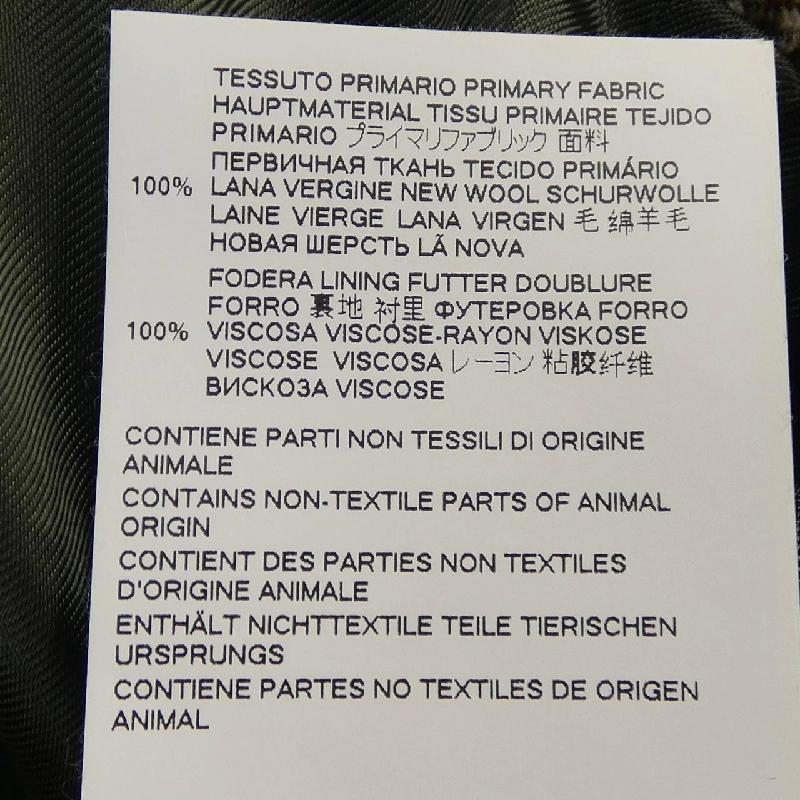 TESSUTO PRIMARIO PRIMARY FABRIC
HAUPTMATERIAL TISSU PRIMAIRE TEJIDO
PRIMARIO プライマリファブリック 面料
ПЕРВИЧНАЯ ТКАНЬ TECIDO PRIMÁRIO
100% LANA VERGINE NEW WOOL SCHURWOLLE
LAINE VIERGE LANA VIRGEN 毛 绵羊毛
НОВАЯ ШЕРСТЬ LÃ NOVA
FODERA LINING FUTTER DOUBLURE
FORRO 裏地 衬里 ФУТЕРОВКА FORRO
100% VISCOSA VISCOSE-RAYON VISKOSE
VISCOSE VISCOSA レーヨン 粘胶纤维
ВИСКОЗА VISCOSE
CONTIENE PARTI NON TESSILI DI ORIGINE
ANIMALE
CONTAINS NON-TEXTILE PARTS OF ANIMAL
ORIGIN
CONTIENT DES PARTIES NON TEXTILES
D'ORIGINE ANIMALE
ENTHÄLT NICHTTEXTILE TEILE TIERISCHEN
URSPRUNGS
CONTIENE PARTES NO TEXTILES DE ORIGEN
ANIMAL